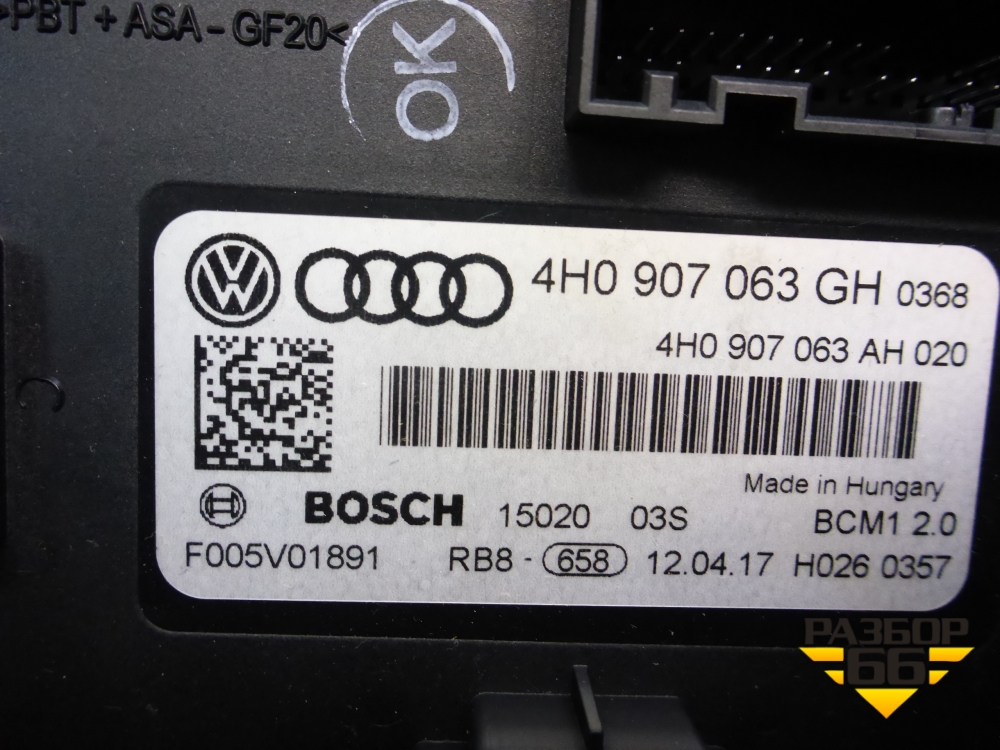 >PBT + ASA - GF20<
OK
4H0 907 063 GH 0368
4H0 907 063 AH 020
Made in Hungary
BOSCH 15020 03S BCM1 2.0
F005V01891 RB8 - 658 12.04.17 H026 0357
РАЗБОР
66